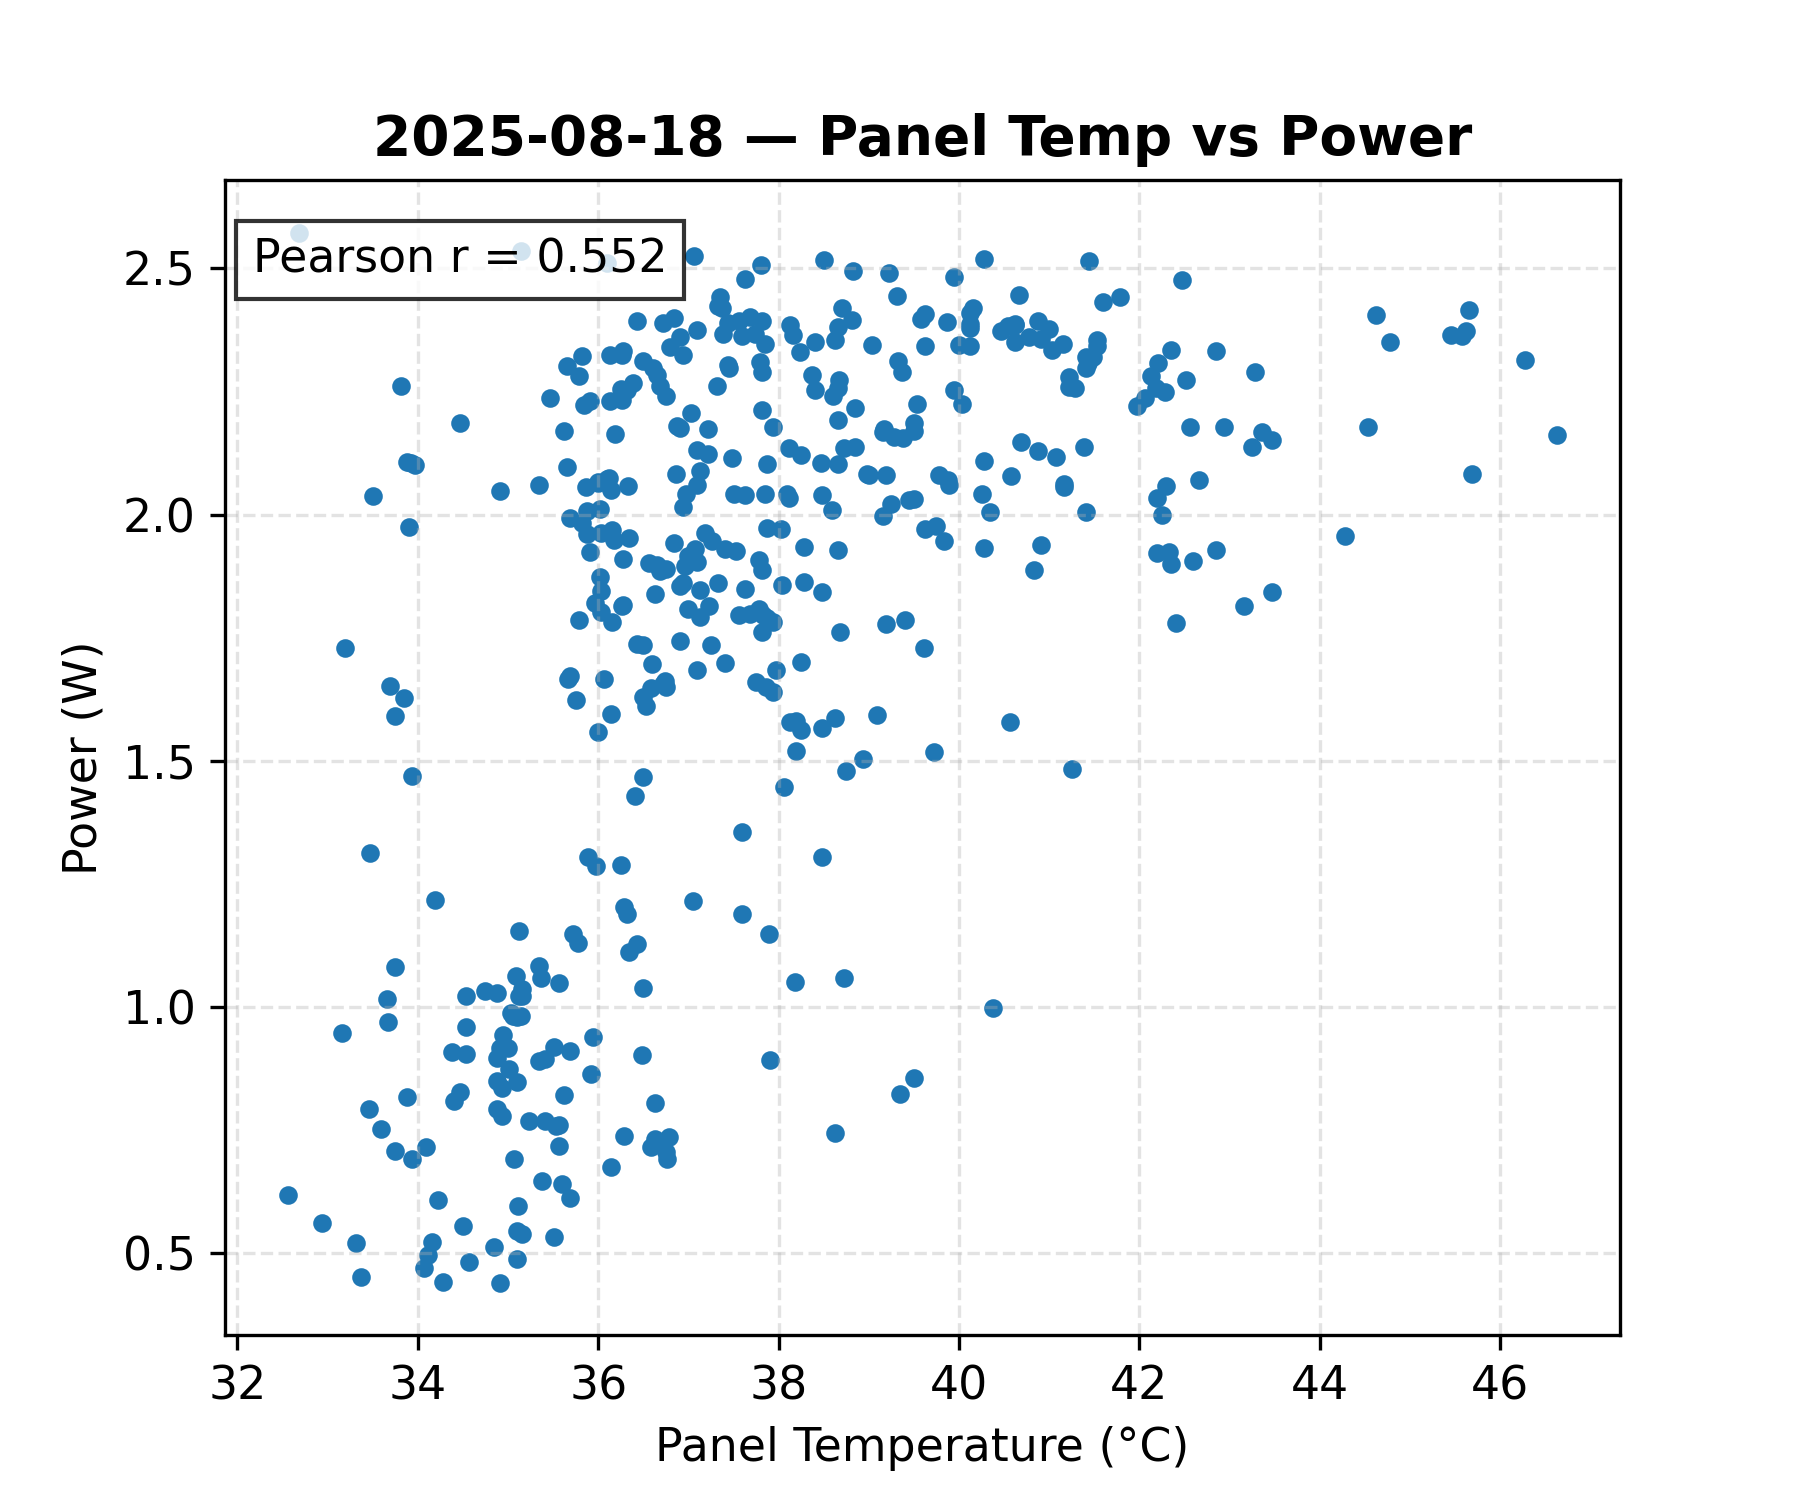 2025-08-18 — Panel Temp vs Power
Pearson r = 0.552
Power (W)
2.5
2.0
1.5
1.0
0.5
32 34 36 38 40 42 44 46
Panel Temperature (°C)